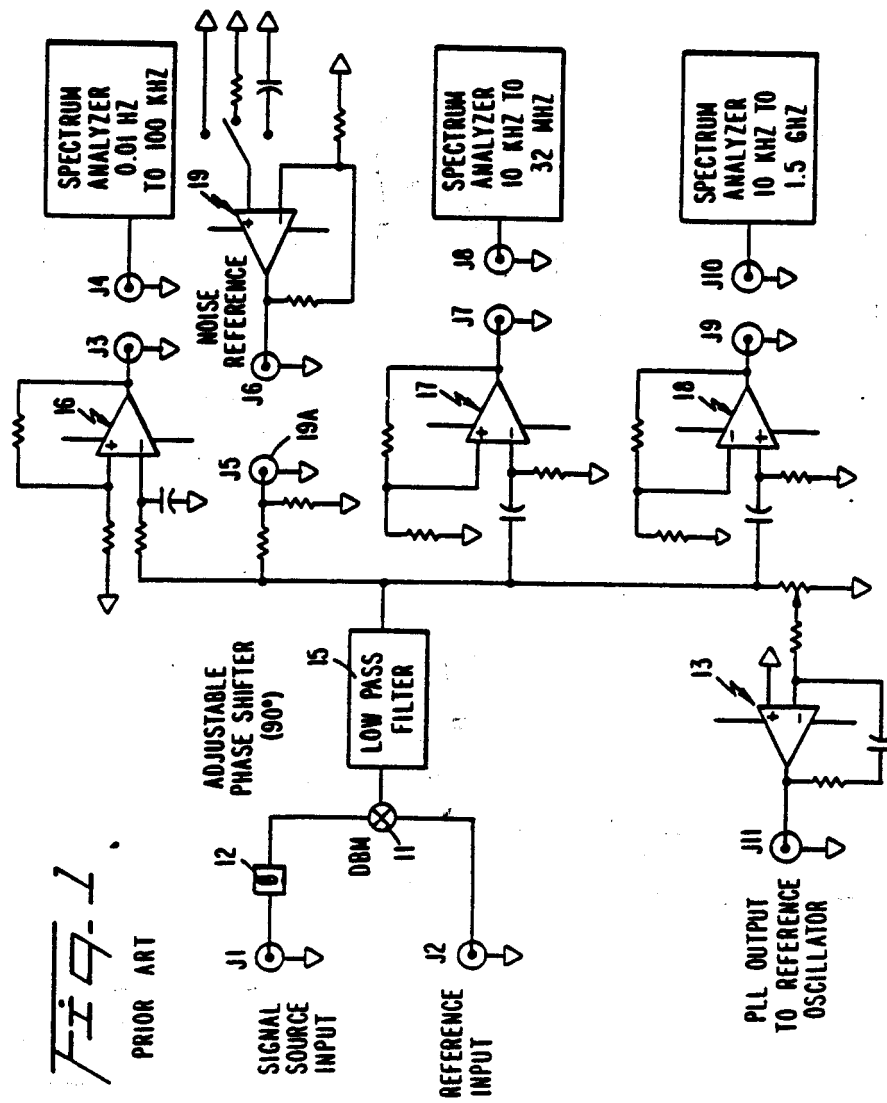 Fig-1
PRIOR ART
SIGNAL
SOURCE
INPUT
J1
12
θ
ADJUSTABLE
PHASE SHIFTER
(90°)
REFERENCE
INPUT
J2
DBM
11
15
LOW PASS
FILTER
16
+
−
J3
J4
SPECTRUM
ANALYZER
0.01 HZ
TO 100 KHZ
J5
19A
J6
NOISE
REFERENCE
19
+
−
17
+
−
J7
J8
SPECTRUM
ANALYZER
10 KHZ TO
32 MHZ
18
−
+
J9
J10
SPECTRUM
ANALYZER
10 KHZ TO
1.5 GHZ
PLL OUTPUT
TO REFERENCE
OSCILLATOR
J11
13
+
−